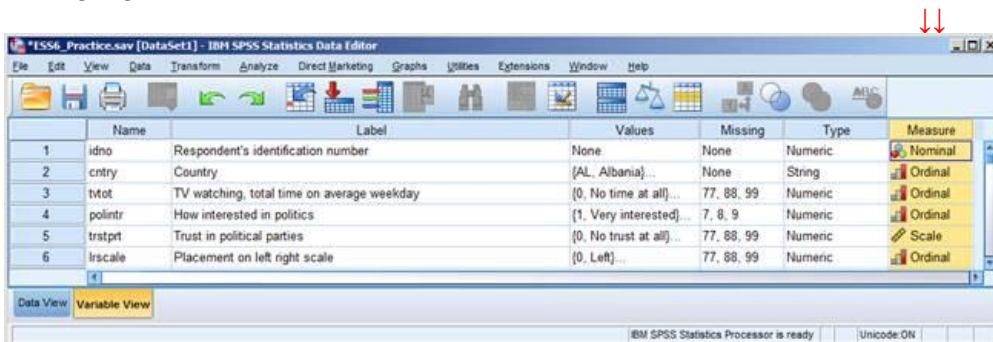 *ESS6_Practice.sav [DataSet1] - IBM SPSS Statistics Data Editor
File Edit View Data Transform Analyze Direct Marketing Graphs Utilities Extensions Window Help
Name Label Values Missing Type Measure
1 idno Respondent's identification number None None Numeric Nominal
2 cntry Country {AL, Albania}... None String Ordinal
3 tvtot TV watching, total time on average weekday {0, No time at all}... 77, 88, 99 Numeric Ordinal
4 polintr How interested in politics {1, Very interested}... 7, 8, 9 Numeric Ordinal
5 trstprt Trust in political parties {0, No trust at all}... 77, 88, 99 Numeric Scale
6 lrscale Placement on left right scale {0, Left}... 77, 88, 99 Numeric Ordinal
Data View Variable View
IBM SPSS Statistics Processor is ready Unicode:ON